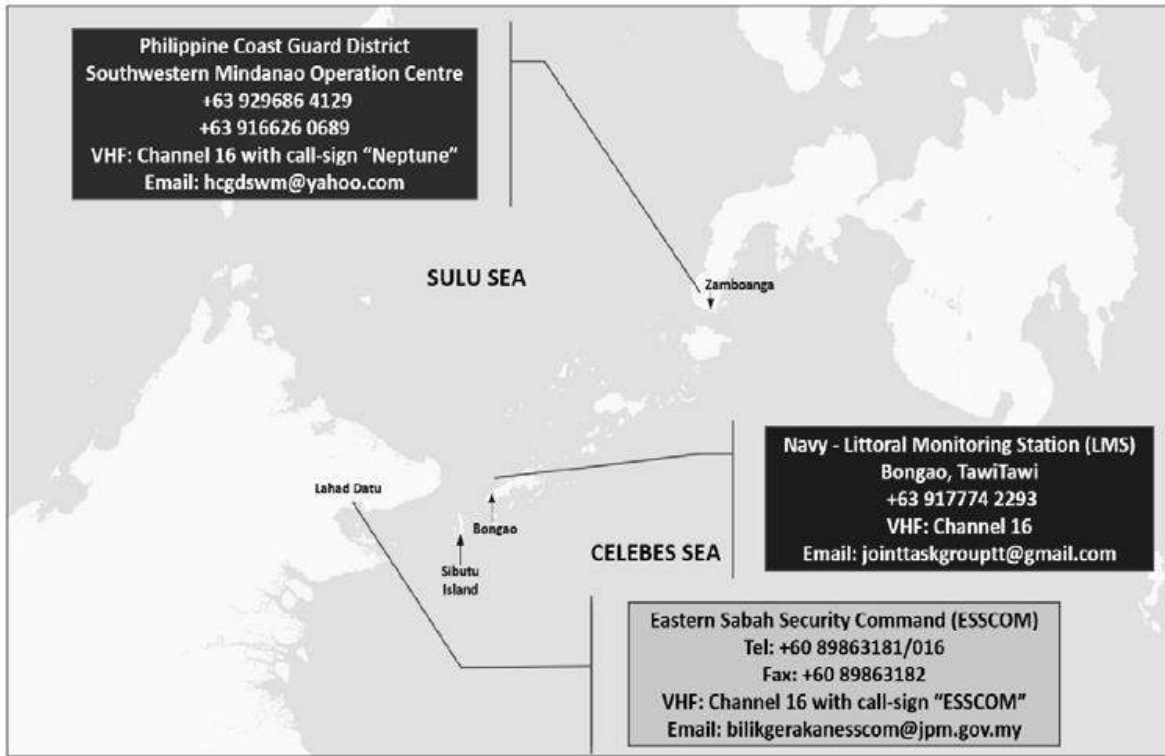 Philippine Coast Guard District
Southwestern Mindanao Operation Centre
+63 929686 4129
+63 916626 0689
VHF: Channel 16 with call-sign “Neptune”
Email: hcgdswm@yahoo.com
SULU SEA
Zamboanga
Navy - Littoral Monitoring Station (LMS)
Bongao, TawiTawi
+63 917774 2293
VHF: Channel 16
Email: jointtaskgrouptt@gmail.com
Lahad Datu
Bongao
CELEBES SEA
Sibutu
Island
Eastern Sabah Security Command (ESSCOM)
Tel: +60 89863181/016
Fax: +60 89863182
VHF: Channel 16 with call-sign “ESSCOM”
Email: bilikgerakanesscom@jpm.gov.my